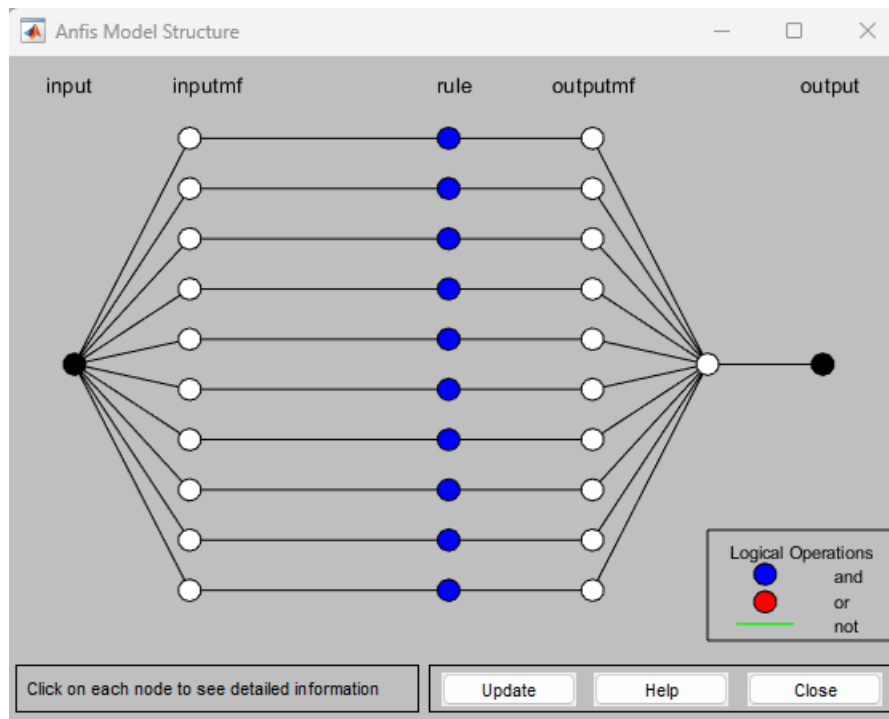 Anfis Model Structure
input inputmf rule outputmf output
Logical Operations
and
or
not
Click on each node to see detailed information
Update Help Close